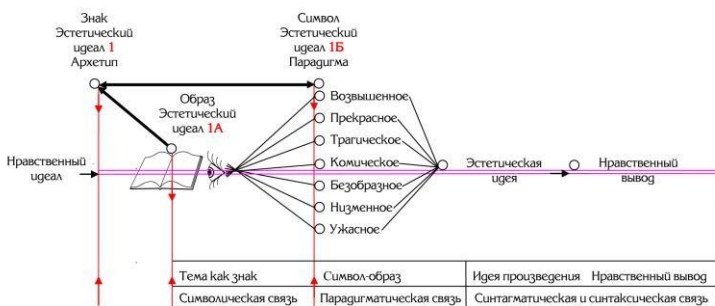 Знак
Эстетический
идеал 1
Архетип
Символ
Эстетический
идеал 1Б
Парадигма
Образ
Эстетический
идеал 1А
Возвышенное
Прекрасное
Трагическое
Комическое
Безобразное
Низменное
Ужасное
Нравственный
идеал
Эстетическая
идея
Нравственный
вывод
Тема как знак
Символ-образ
Идея произведения Нравственный вывод
Символическая связь
Парадигматическая связь
Синтагматическая и синтаксическая связь